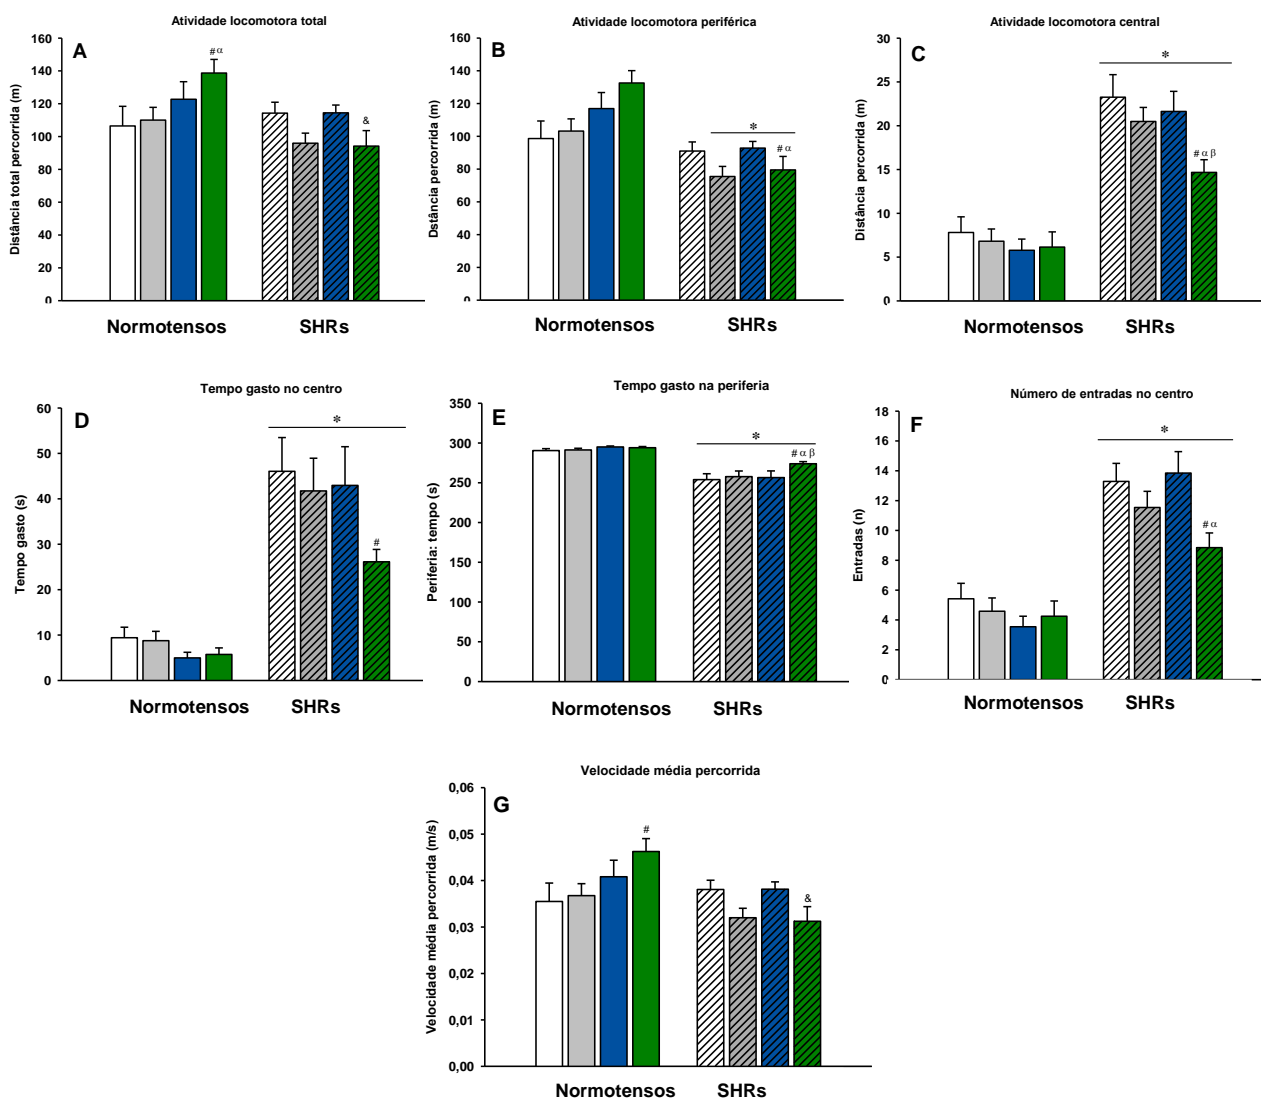 Atividade locomotora total
A
Distância total percorrida (m)
160
140
120
100
80
60
40
20
0
#α
&
Normotensos
SHRs
Atividade locomotora periférica
B
Dstância percorrida (m)
160
140
120
100
80
60
40
20
0
*
#α
Normotensos
SHRs
Atividade locomotora central
C
Distância percorrida (m)
30
25
20
15
10
5
0
*
# α β
Normotensos
SHRs
Tempo gasto no centro
D
Tempo gasto (s)
60
50
40
30
20
10
0
*
#
Normotensos
SHRs
Tempo gasto na periferia
E
Periferia: tempo (s)
350
300
250
200
150
100
50
0
*
# α β
Normotensos
SHRs
Número de entradas no centro
F
Entradas (n)
18
16
14
12
10
8
6
4
2
0
*
#α
Normotensos
SHRs
Velocidade média percorrida
G
Velocidade média percorrida (m/s)
0,06
0,05
0,04
0,03
0,02
0,01
0,00
#
&
Normotensos
SHRs